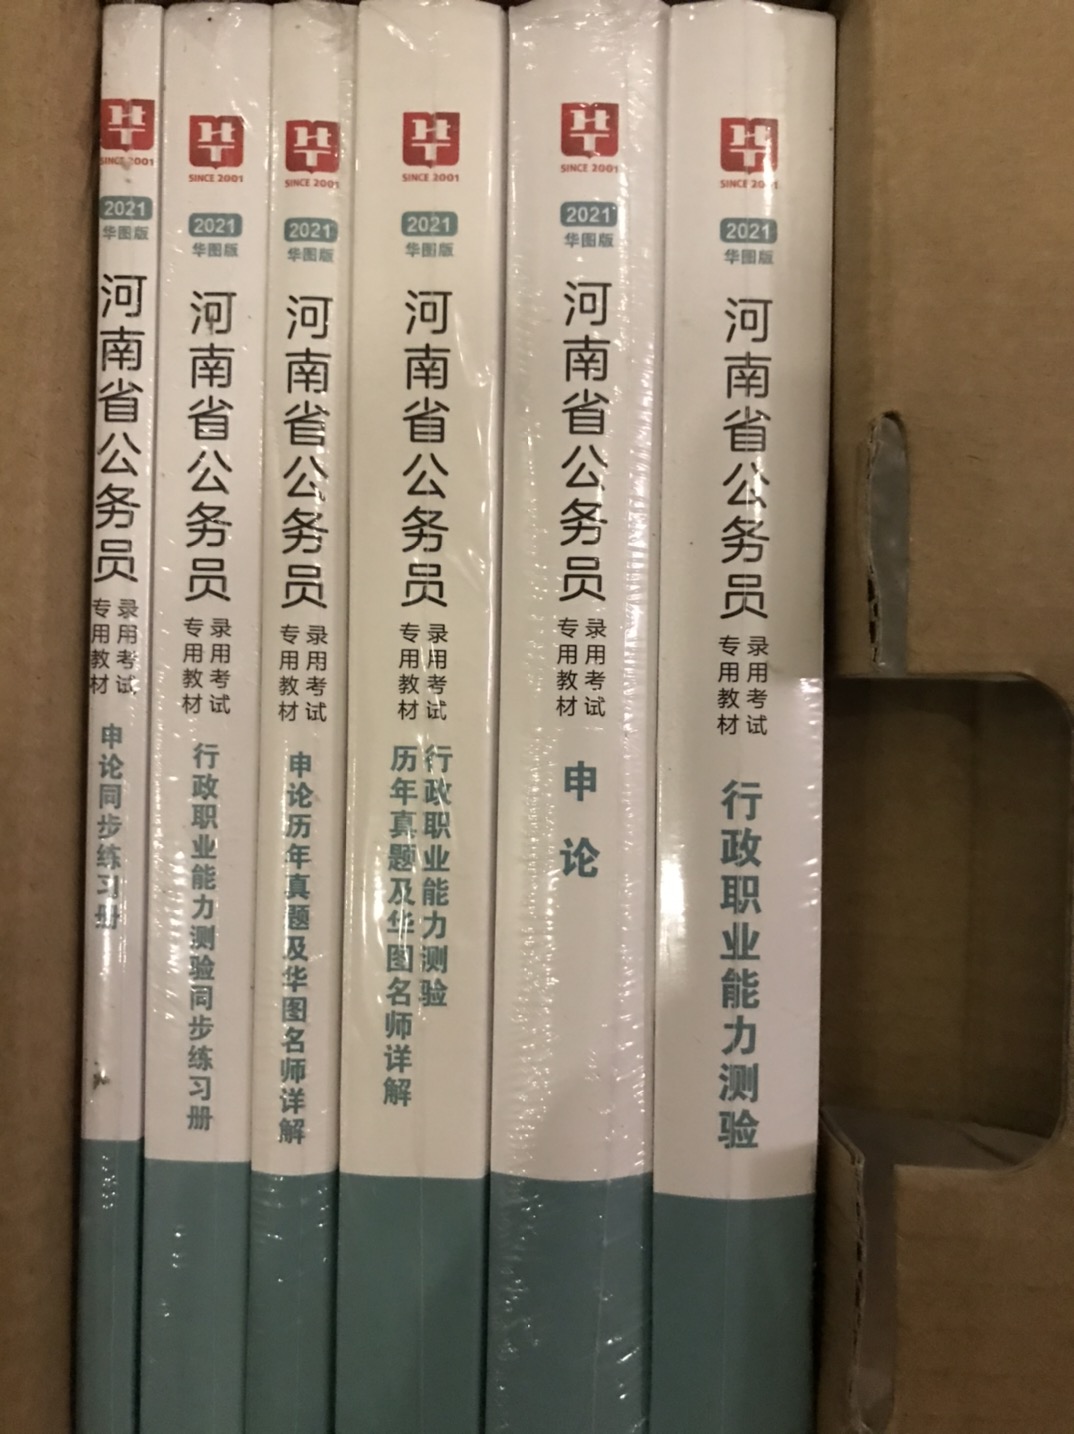 SINCE 2001
2021
华图版
河南省公务员
录用考试
专用教材
申论同步练习册
SINCE 2001
2021
华图版
河南省公务员
录用考试
专用教材
行政职业能力测验同步练习册
SINCE 2001
2021
华图版
河南省公务员
录用考试
专用教材
申论历年真题及华图名师详解
SINCE 2001
2021
华图版
河南省公务员
录用考试
专用教材
行政职业能力测验
历年真题及华图名师详解
SINCE 2001
2021
华图版
河南省公务员
录用考试
专用教材
申论
SINCE 2001
2021
华图版
河南省公务员
录用考试
专用教材
行政职业能力测验